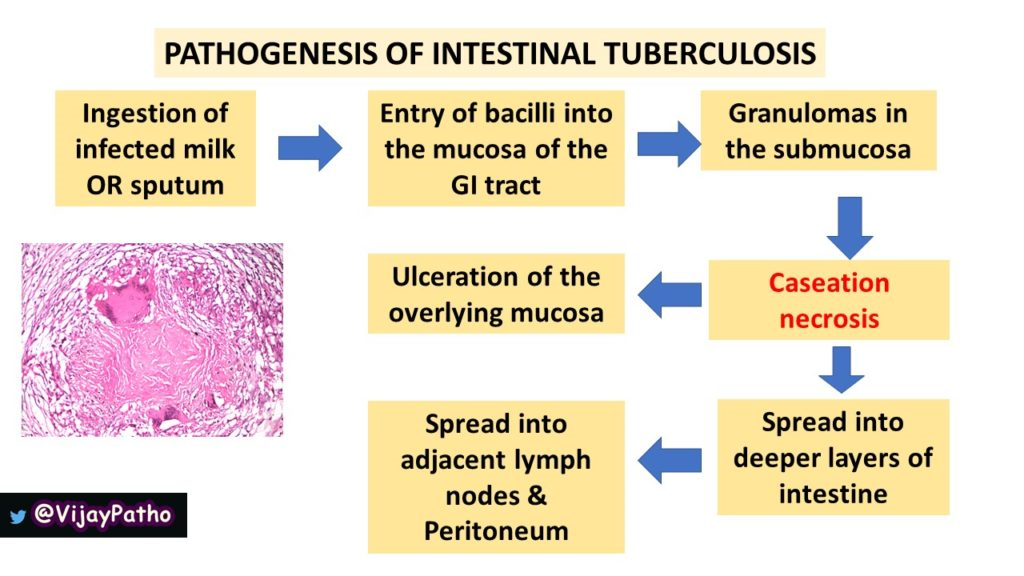 PATHOGENESIS OF INTESTINAL TUBERCULOSIS
Ingestion of
infected milk
OR sputum
Entry of bacilli into
the mucosa of the
GI tract
Granulomas in
the submucosa
Caseation
necrosis
Ulceration of the
overlying mucosa
Spread into
deeper layers of
intestine
Spread into
adjacent lymph
nodes &
Peritoneum
@VijayPatho